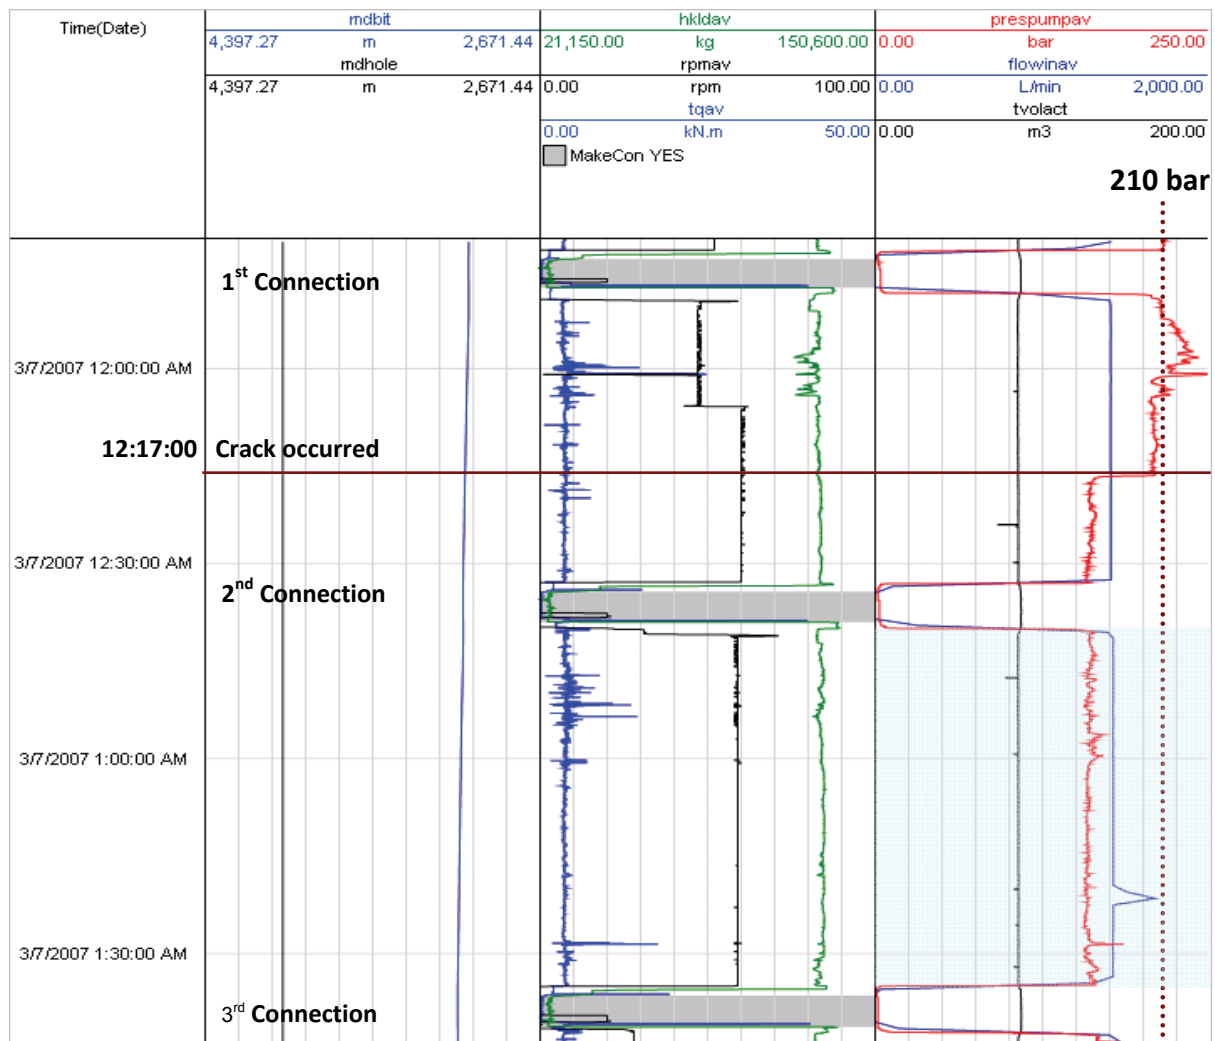 Time(Date)
mdbit
4,397.27 m 2,671.44
mdhole
4,397.27 m 2,671.44
hkldav
21,150.00 kg 150,600.00
rpmav
0.00 rpm 100.00
tqav
0.00 kN.m 50.00
MakeCon YES
prespumpav
0.00 bar 250.00
flowinav
0.00 L/min 2,000.00
tvolact
0.00 m3 200.00
210 bar
1st Connection
3/7/2007 12:00:00 AM
12:17:00 Crack occurred
3/7/2007 12:30:00 AM
2nd Connection
3/7/2007 1:00:00 AM
3/7/2007 1:30:00 AM
3rd Connection